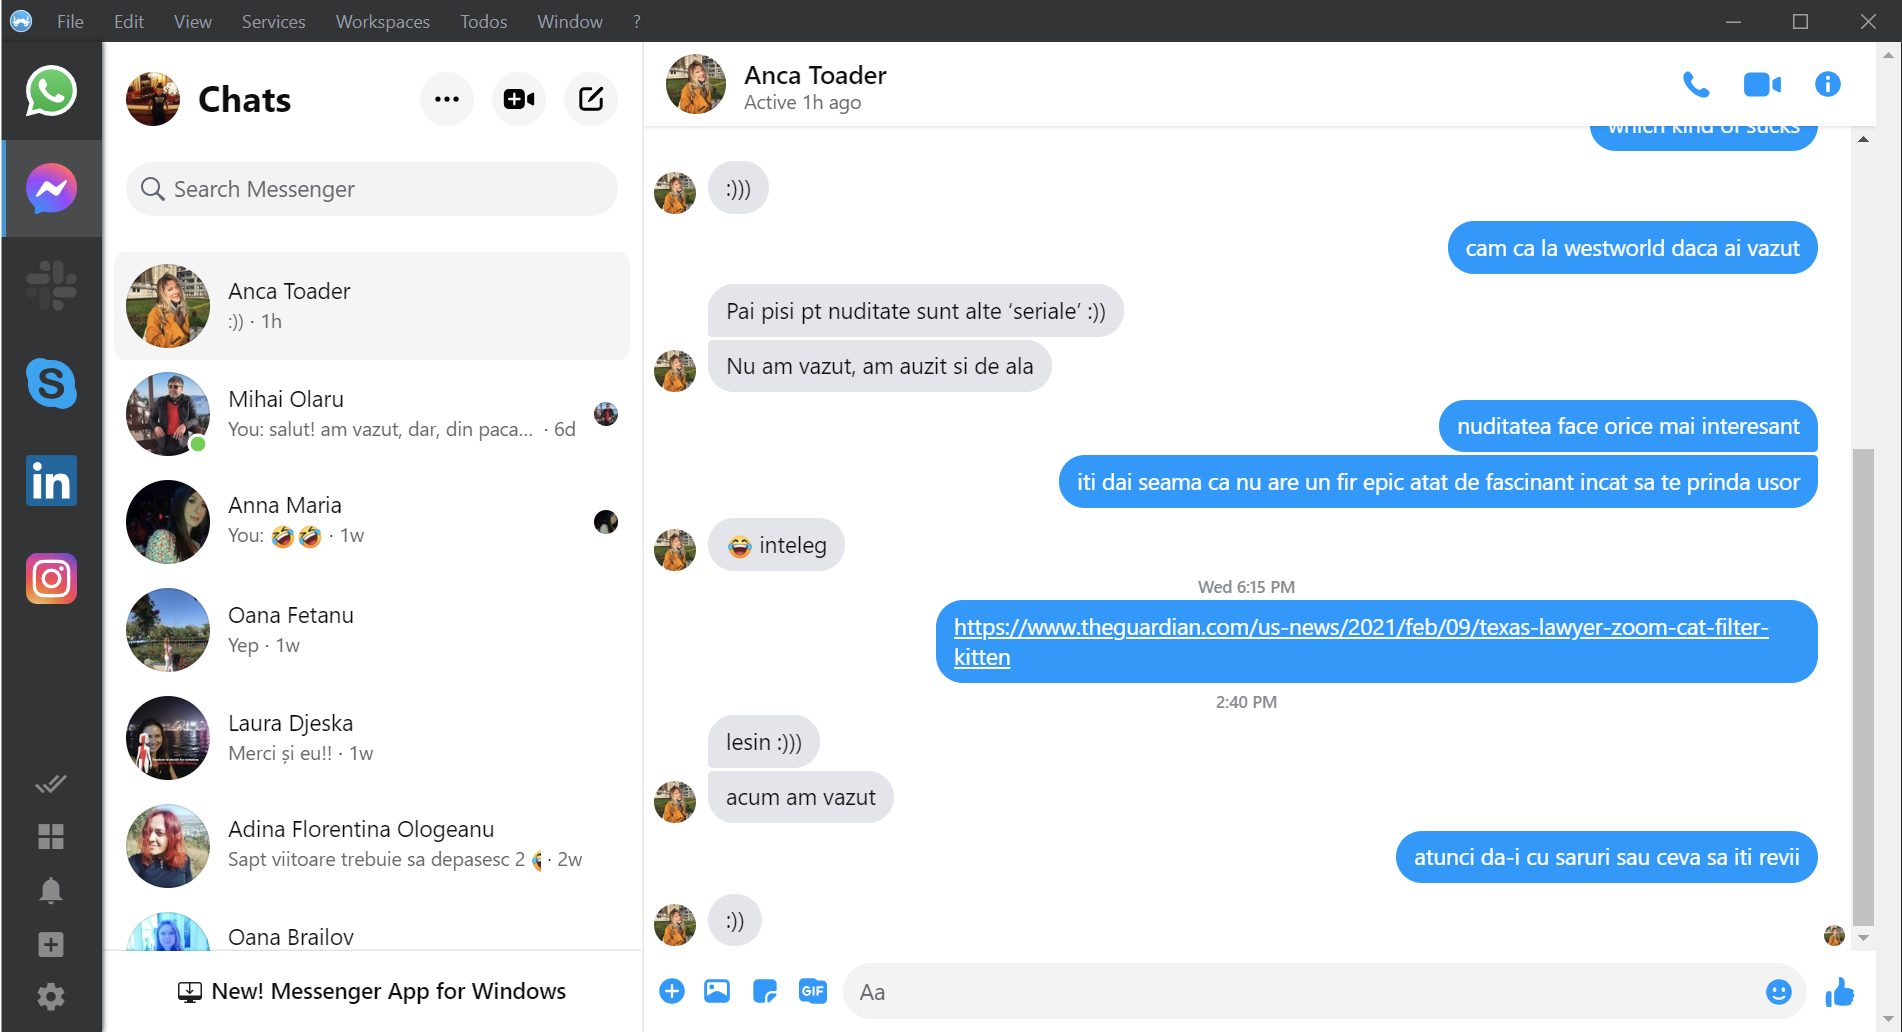 File Edit View Services Workspaces Todos Window ?
Chats
Search Messenger
Anca Toader
:)) · 1h
Mihai Olaru
You: salut! am vazut, dar, din paca... · 6d
Anna Maria
You: 🤣🤣 · 1w
Oana Fetanu
Yep · 1w
Laura Djeska
Merci și eu!! · 1w
Adina Florentina Ologeanu
Sapt viitoare trebuie sa depasesc 2 · 2w
Oana Brailov
New! Messenger App for Windows
Anca Toader
Active 1h ago
which kind of sucks
:)))
cam ca la westworld daca ai vazut
Pai pisi pt nuditate sunt alte ‘seriale’ :))
Nu am vazut, am auzit si de ala
nuditatea face orice mai interesant
iti dai seama ca nu are un fir epic atat de fascinant incat sa te prinda usor
😂 inteleg
Wed 6:15 PM
https://www.theguardian.com/us-news/2021/feb/09/texas-lawyer-zoom-cat-filter-
kitten
2:40 PM
lesin :)))
acum am vazut
atunci da-i cu saruri sau ceva sa iti revii
:))
GIF
Aa